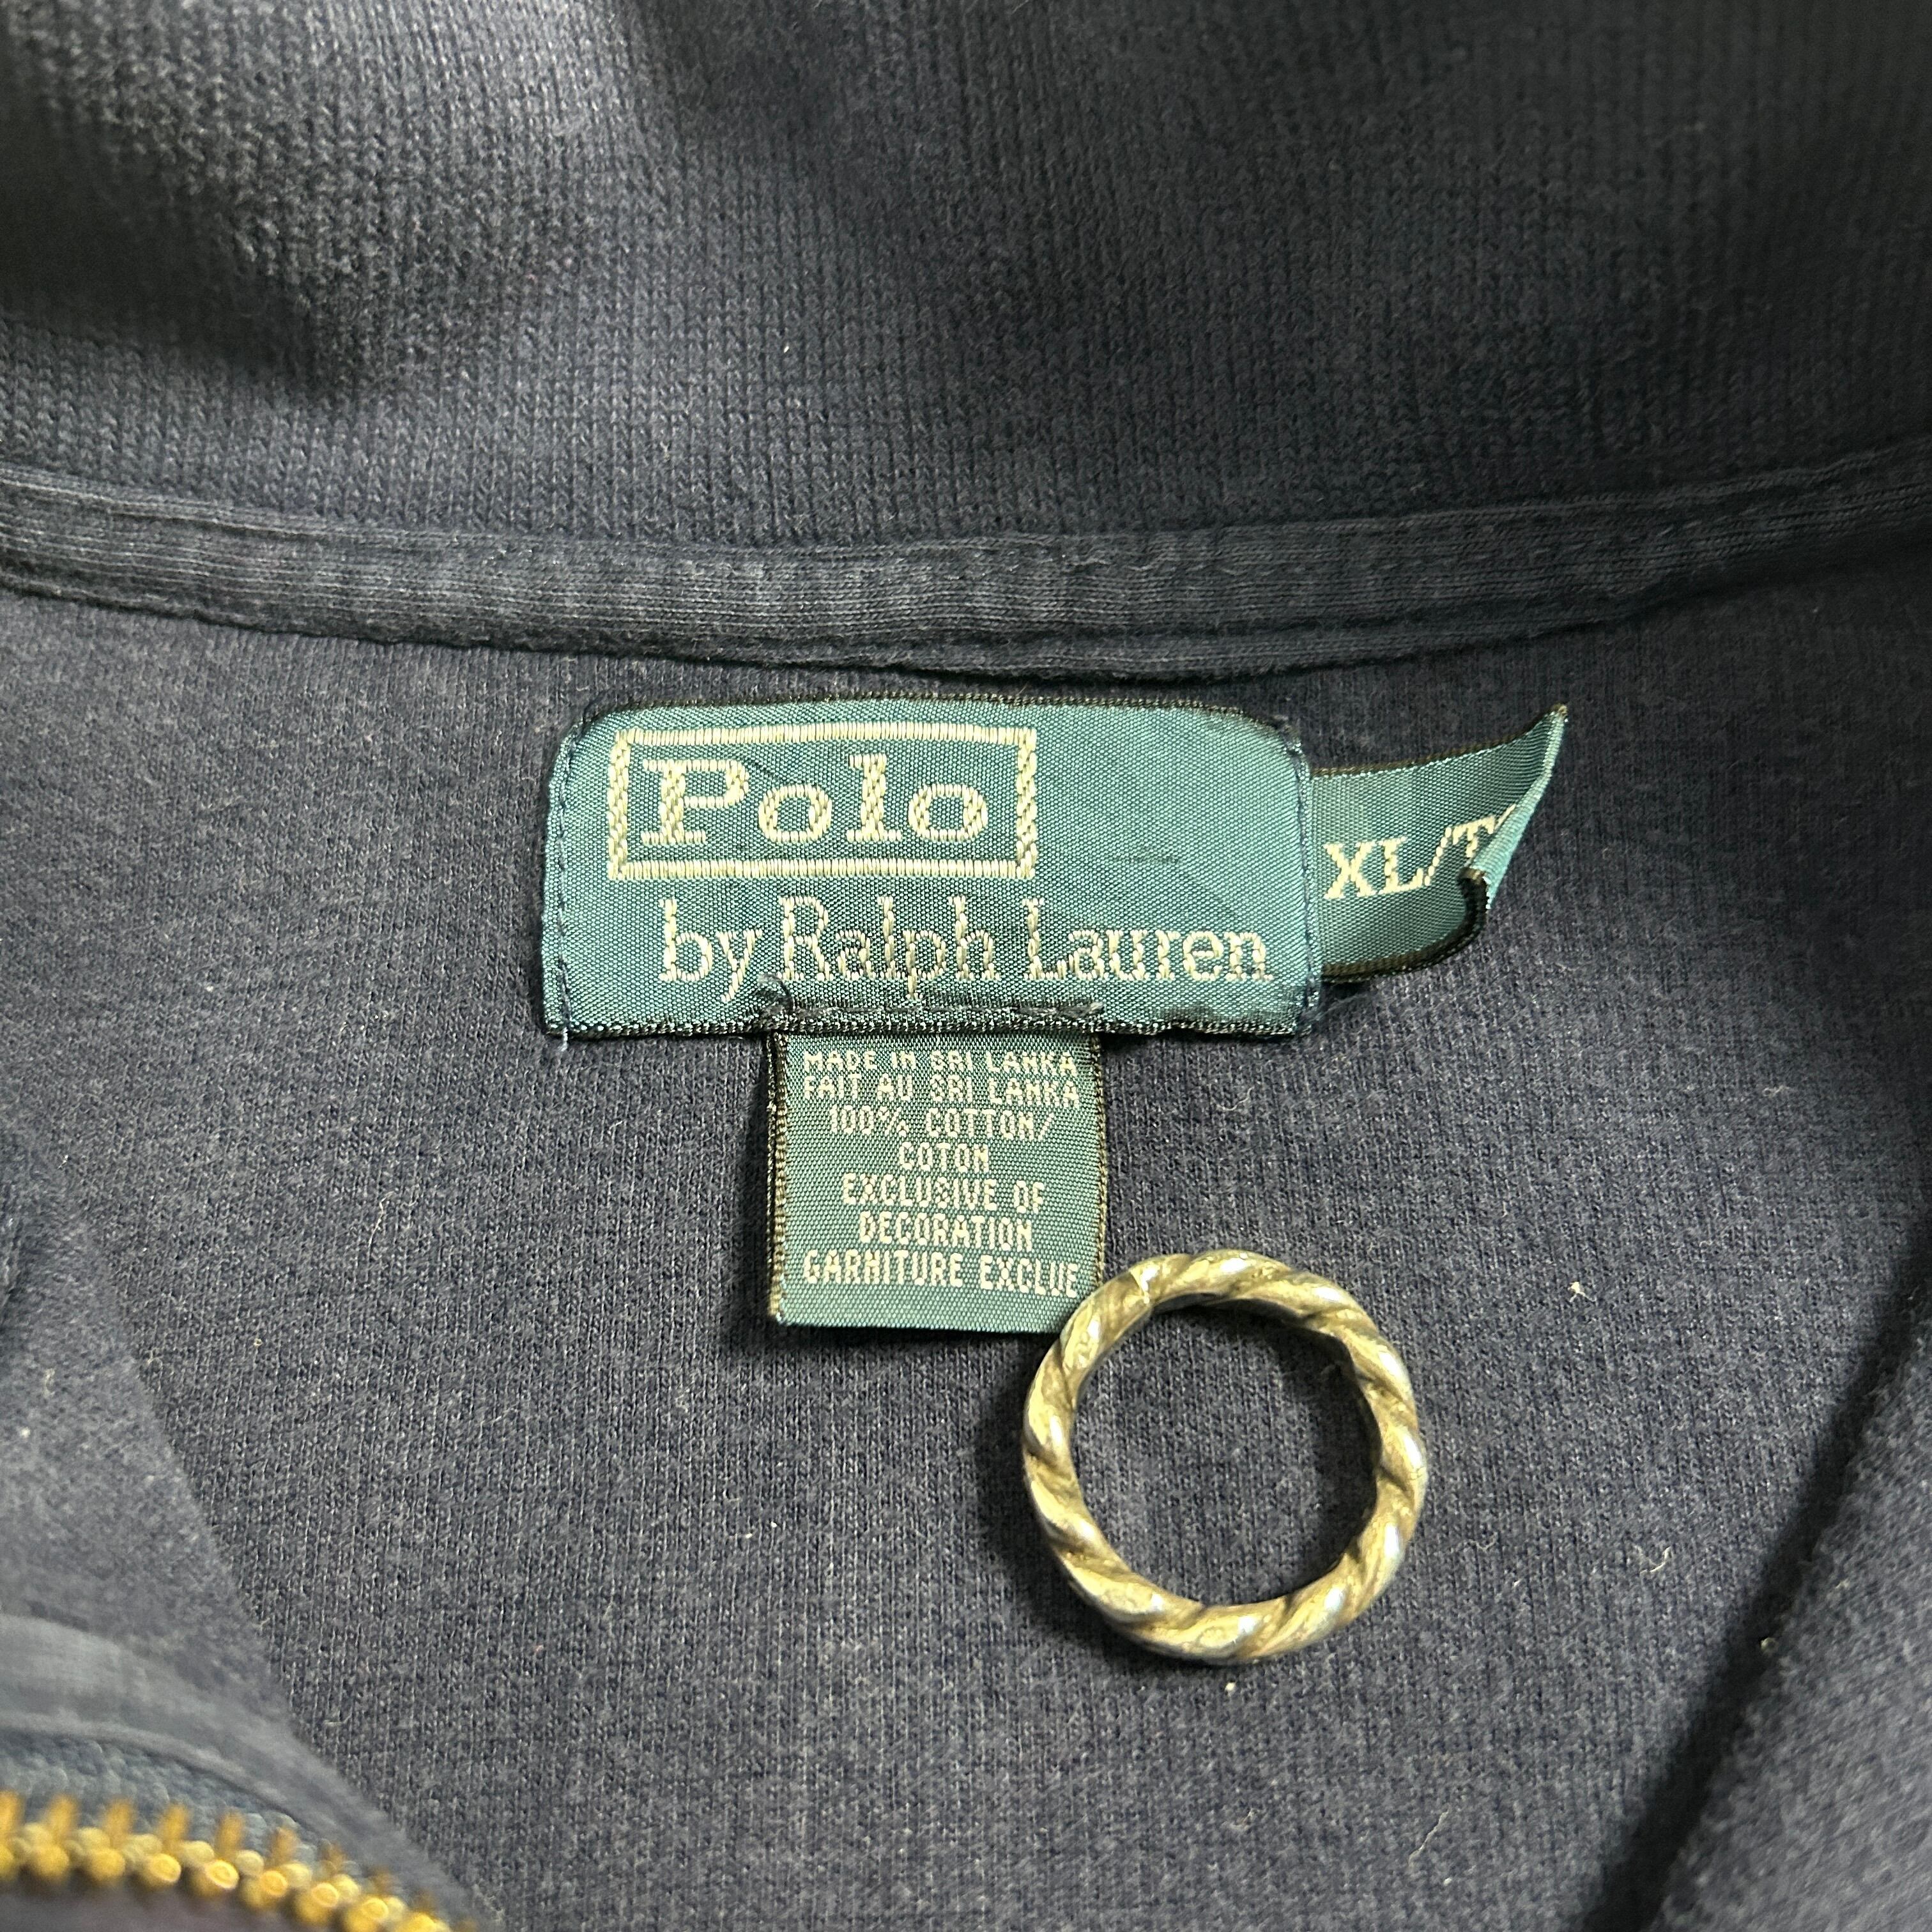 Polo
by Ralph Lauren
XL/T
MADE IN SRI LANKA
FAIT AU SRI LANKA
100% COTTON/
COTON
EXCLUSIVE OF
DECORATION
GARNITURE EXCLUE